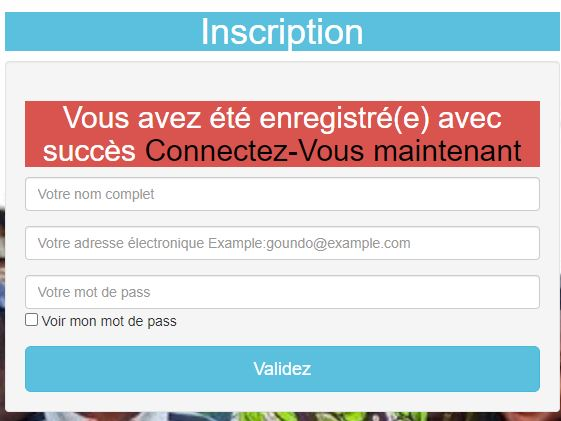 Inscription
Vous avez été enregistré(e) avec
succès Connectez-Vous maintenant
Votre nom complet
Votre adresse électronique Example:goundo@example.com
Votre mot de pass
Voir mon mot de pass
Validez